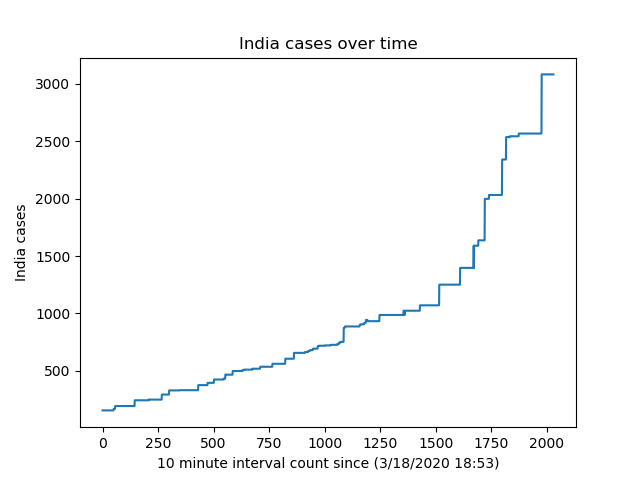 India cases over time
3000
2500
2000
1500
1000
500
India cases
0 250 500 750 1000 1250 1500 1750 2000
10 minute interval count since (3/18/2020 18:53)